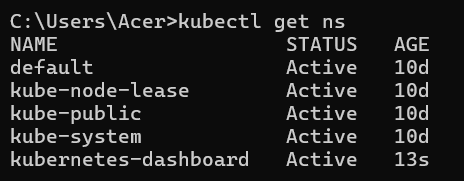 C:\Users\Acer>kubectl get ns
NAME                   STATUS   AGE
default                Active   10d
kube-node-lease        Active   10d
kube-public            Active   10d
kube-system            Active   10d
kubernetes-dashboard   Active   13s